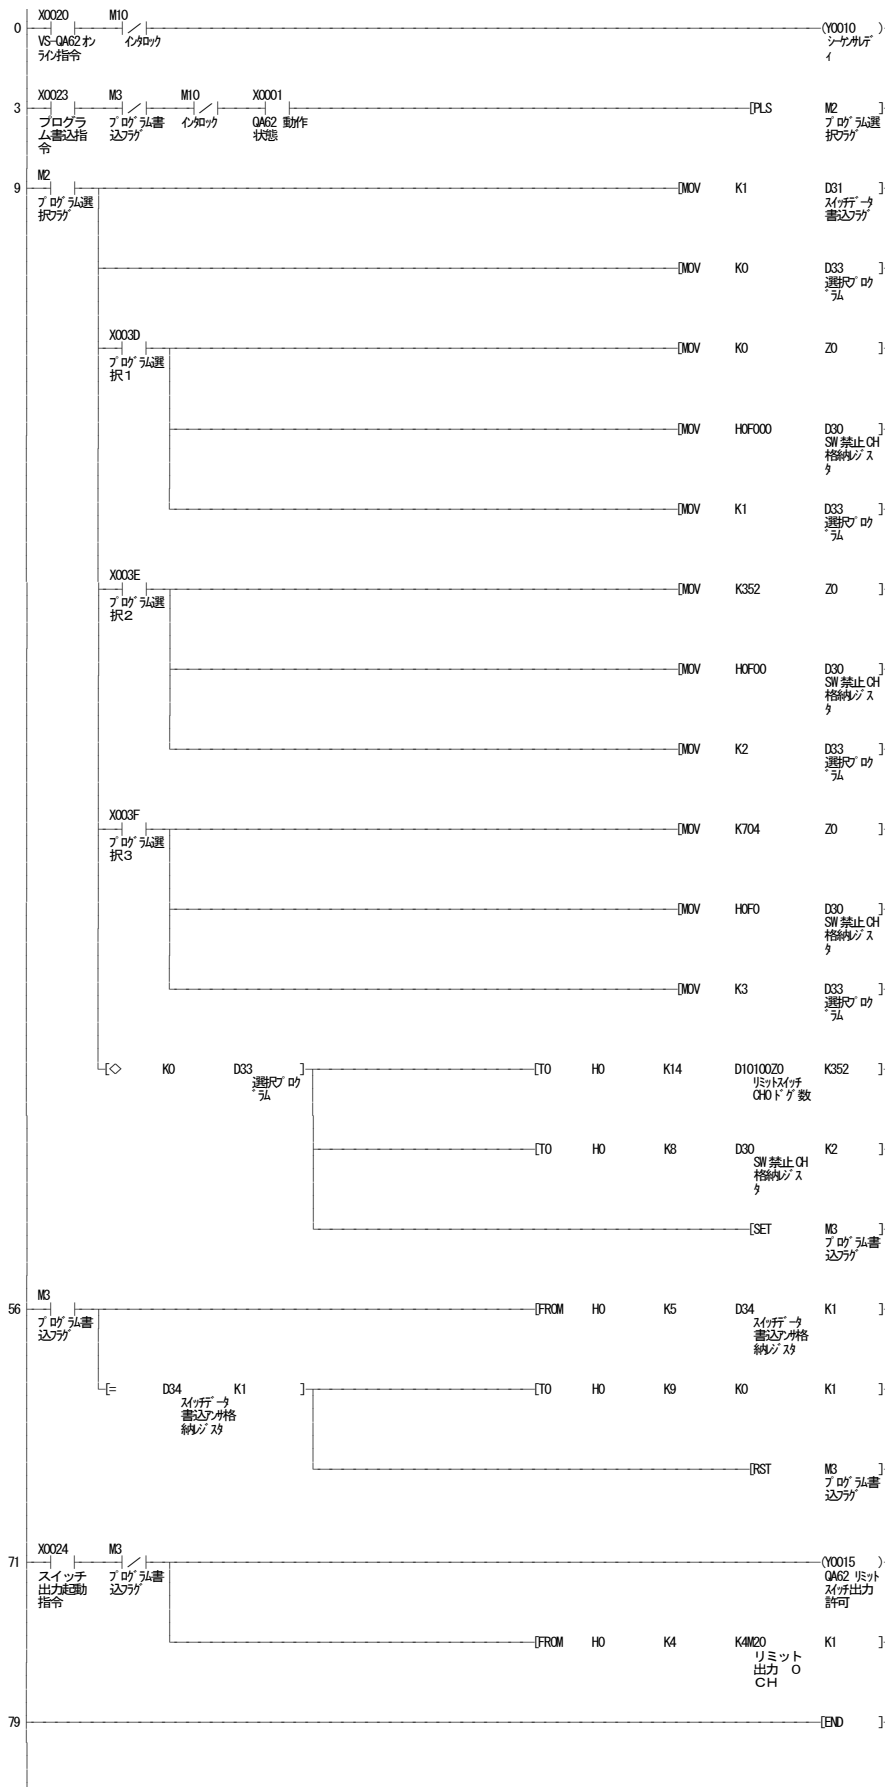 X0020 M10
0 (Y0010 )
VS-QA62オン インタロック シーケンサレデ
ライン指令 ィ
X0023 M3 M10 X0001
3 [PLS M2 ]
プログラ プログラム書 インタロック QA62 動作 プログラム選
ム書込指 込フラグ 状態 択フラグ
令
M2
9 [MOV K1 D31 ]
プログラム選 スイッチデータ
択フラグ 書込フラグ
[MOV K0 D33 ]
選択プログ
ラム
X003D
[MOV K0 Z0 ]
プログラム選
択1
[MOV H0F000 D30 ]
SW禁止CH
格納レジス
タ
[MOV K1 D33 ]
選択プログ
ラム
X003E
[MOV K352 Z0 ]
プログラム選
択2
[MOV H0F00 D30 ]
SW禁止CH
格納レジス
タ
[MOV K2 D33 ]
選択プログ
ラム
X003F
[MOV K704 Z0 ]
プログラム選
択3
[MOV H0F0 D30 ]
SW禁止CH
格納レジス
タ
[MOV K3 D33 ]
選択プログ
ラム
[<> K0 D33 ] [TO H0 K14 D10100Z0 K352 ]
選択プログ リミットスイッチ
ラム CH0ドグ数
[TO H0 K8 D30 K2 ]
SW禁止CH
格納レジス
タ
[SET M3 ]
プログラム書
込フラグ
M3
56 [FROM H0 K5 D34 K1 ]
プログラム書 スイッチデータ
込フラグ 書込アンサ格
納レジスタ
[= D34 K1 ] [TO H0 K9 K0 K1 ]
スイッチデータ
書込アンサ格
納レジスタ
[RST M3 ]
プログラム書
込フラグ
X0024 M3
71 (Y0015 )
スイッチ プログラム書 QA62 リミット
出力起動 込フラグ スイッチ出力
指令 許可
[FROM H0 K4 K4M20 K1 ]
リミット
出力 0
CH
79 [END ]